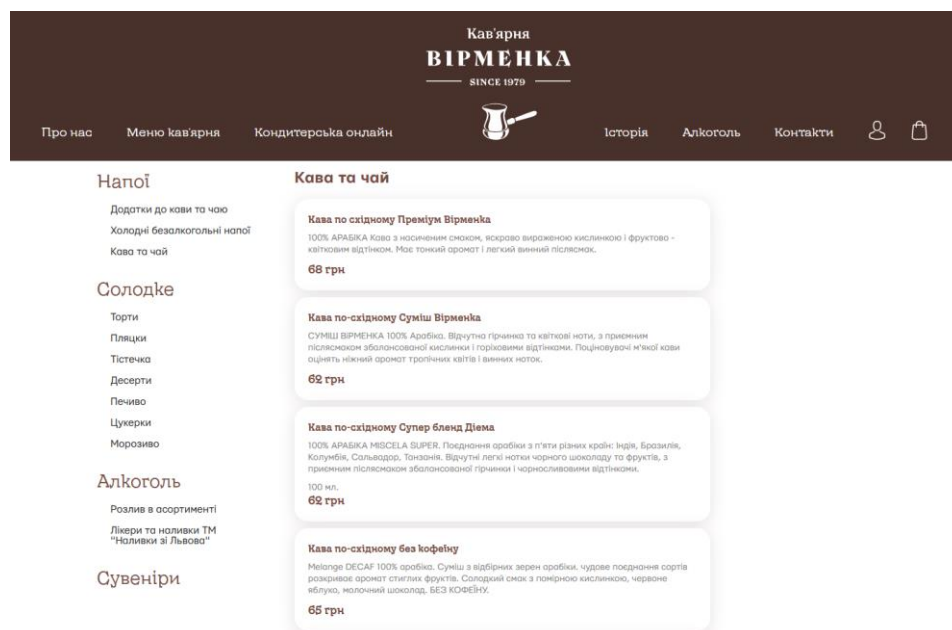 Кав'ярня
ВІРМЕНКА
SINCE 1979
Про нас
Меню кав'ярня
Кондитерська онлайн
Історія
Алкоголь
Контакти
Напої
Додатки до кави та чаю
Холодні безалкогольні напої
Кава та чай
Солодке
Торти
Пляцки
Тістечка
Десерти
Печиво
Цукерки
Морозиво
Алкоголь
Розлив в асортименті
Лікери та наливки ТМ
"Наливки зі Львова"
Сувеніри
Кава та чай
Кава по східному Преміум Вірменка
100% АРАБІКА Кава з насиченим смаком, яскраво вираженою кислинкою і фруктово -
квітковим відтінком. Має тонкий аромат і легкий винний післясмак.
68 грн
Кава по-східному Суміш Вірменка
СУМІШ ВІРМЕНКА 100% Арабіка. Відчутна гірчинка та квіткові ноти, з приємним
післясмаком збалансованої кислинки і горіховими відтінками. Поціновувачі м'якої кави
оцінять ніжний аромат тропічних квітів і винних ноток.
62 грн
Кава по-східному Супер бленд Діема
100% АРАБІКА MISCELA SUPER. Поєднання арабіки з п'яти різних країн: Індія, Бразилія,
Колумбія, Сальвадор, Танзанія. Відчутні легкі нотки чорного шоколаду та фруктів, з
приємним післясмаком збалансованої гірчинки і чорносливовими відтінками.
100 мл.
62 грн
Кава по-східному без кофеїну
Melange DECAF 100% арабіка. Суміш з відбірних зерен арабіки. чудове поєднання сортів
розкриває аромат стиглих фруктів. Солодкий смак з помірною кислинкою, червоне
яблуко, молочний шоколад. БЕЗ КОФЕЇНУ.
65 грн